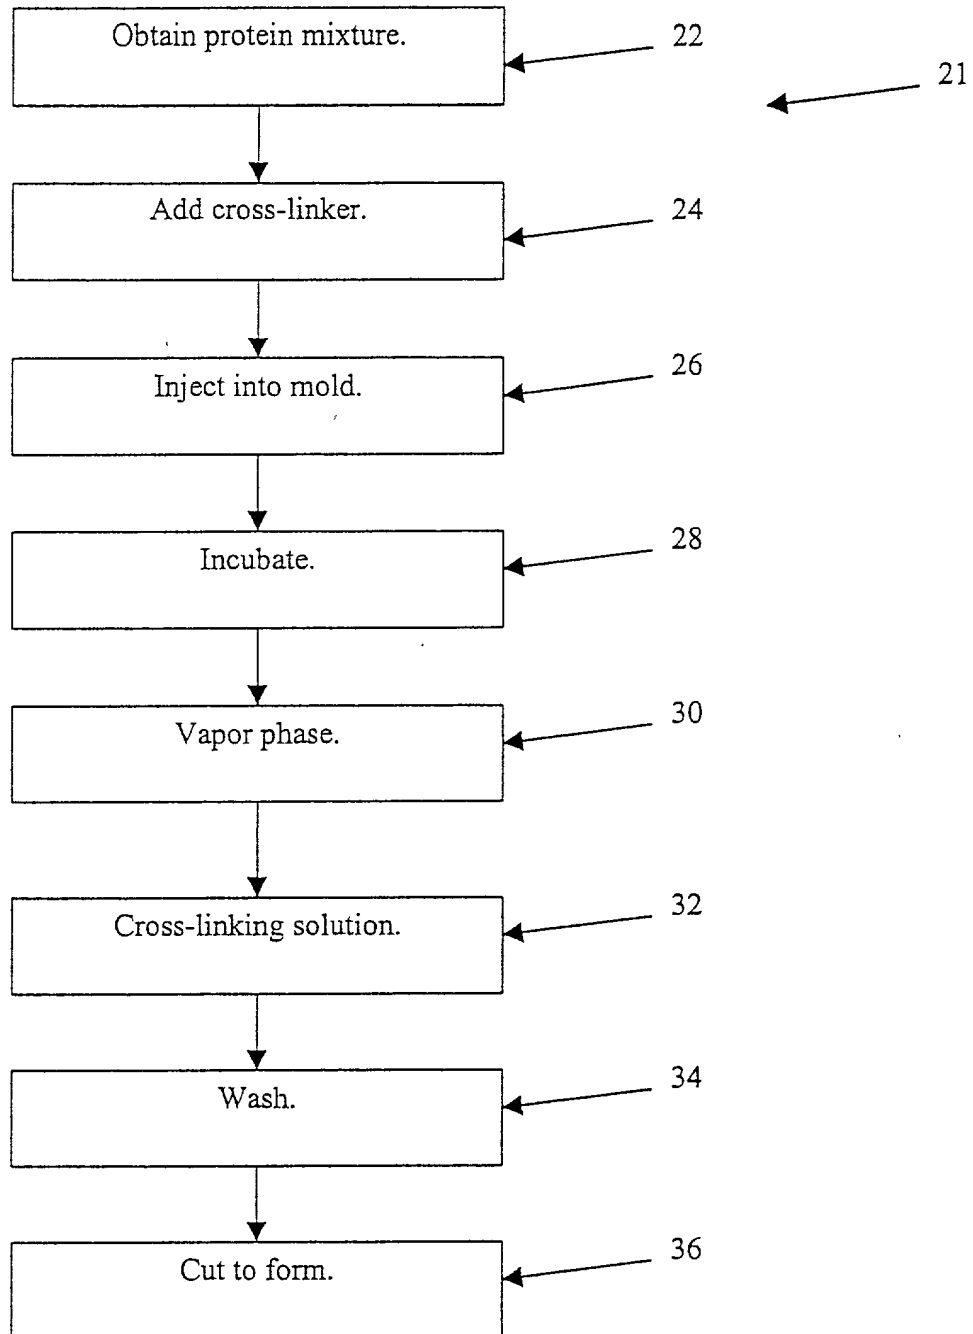 Obtain protein mixture.
22
21
Add cross-linker.
24
Inject into mold.
26
Incubate.
28
Vapor phase.
30
Cross-linking solution.
32
Wash.
34
Cut to form.
36